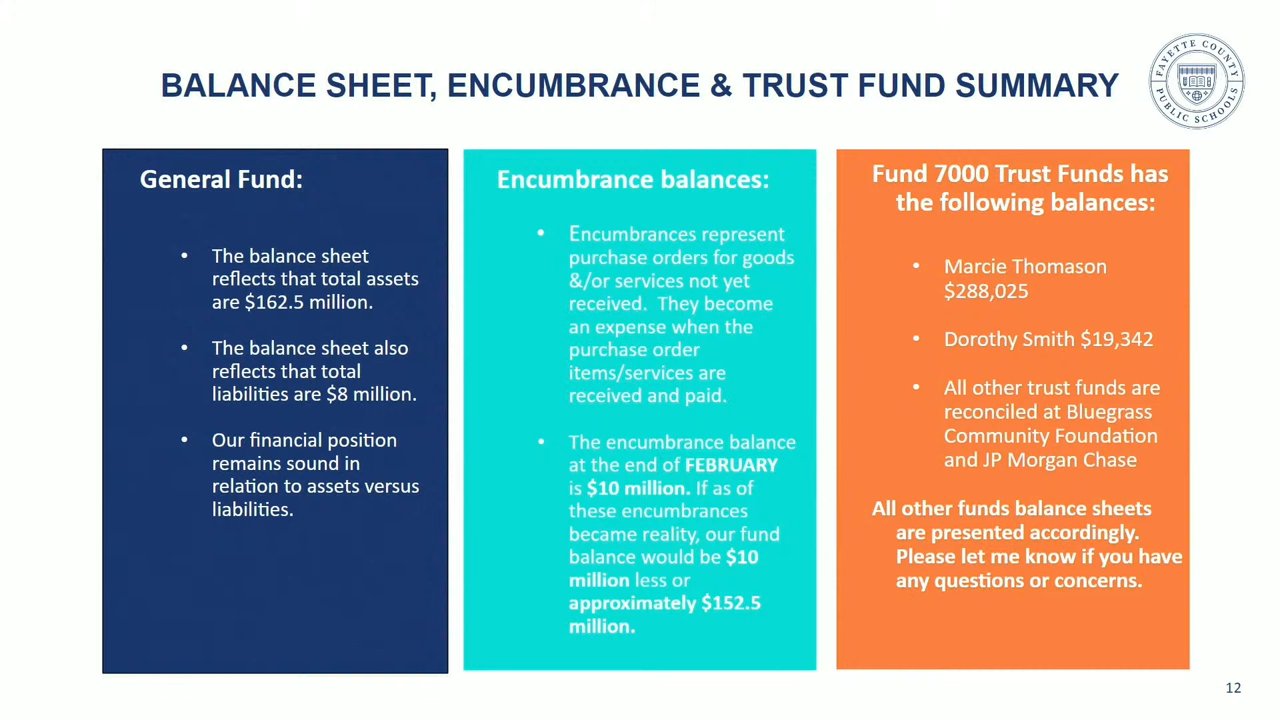 BALANCE SHEET, ENCUMBRANCE & TRUST FUND SUMMARY
FAYETTE COUNTY
PUBLIC SCHOOLS
General Fund:
• The balance sheet
reflects that total assets
are $162.5 million.
• The balance sheet also
reflects that total
liabilities are $8 million.
• Our financial position
remains sound in
relation to assets versus
liabilities.
Encumbrance balances:
• Encumbrances represent
purchase orders for goods
&/or services not yet
received. They become
an expense when the
purchase order
items/services are
received and paid.
• The encumbrance balance
at the end of FEBRUARY
is $10 million. If as of
these encumbrances
became reality, our fund
balance would be $10
million less or
approximately $152.5
million.
Fund 7000 Trust Funds has
the following balances:
• Marcie Thomason
$288,025
• Dorothy Smith $19,342
• All other trust funds are
reconciled at Bluegrass
Community Foundation
and JP Morgan Chase
All other funds balance sheets
are presented accordingly.
Please let me know if you have
any questions or concerns.
12